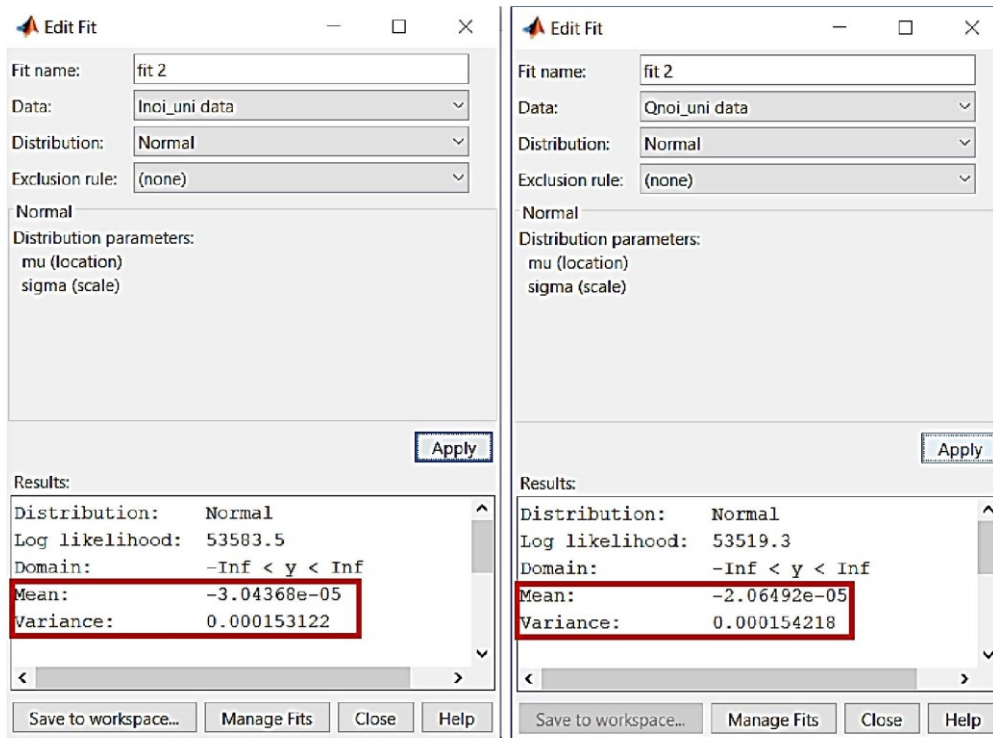 Edit Fit
Fit name: fit 2
Data: Inoi_uni data
Distribution: Normal
Exclusion rule: (none)
Normal
Distribution parameters:
mu (location)
sigma (scale)
Apply
Results:
Distribution: Normal
Log likelihood: 53583.5
Domain: -Inf < y < Inf
Mean: -3.04368e-05
Variance: 0.000153122
Save to workspace... Manage Fits Close Help
Edit Fit
Fit name: fit 2
Data: Qnoi_uni data
Distribution: Normal
Exclusion rule: (none)
Normal
Distribution parameters:
mu (location)
sigma (scale)
Apply
Results:
Distribution: Normal
Log likelihood: 53519.3
Domain: -Inf < y < Inf
Mean: -2.06492e-05
Variance: 0.000154218
Save to workspace... Manage Fits Close Help